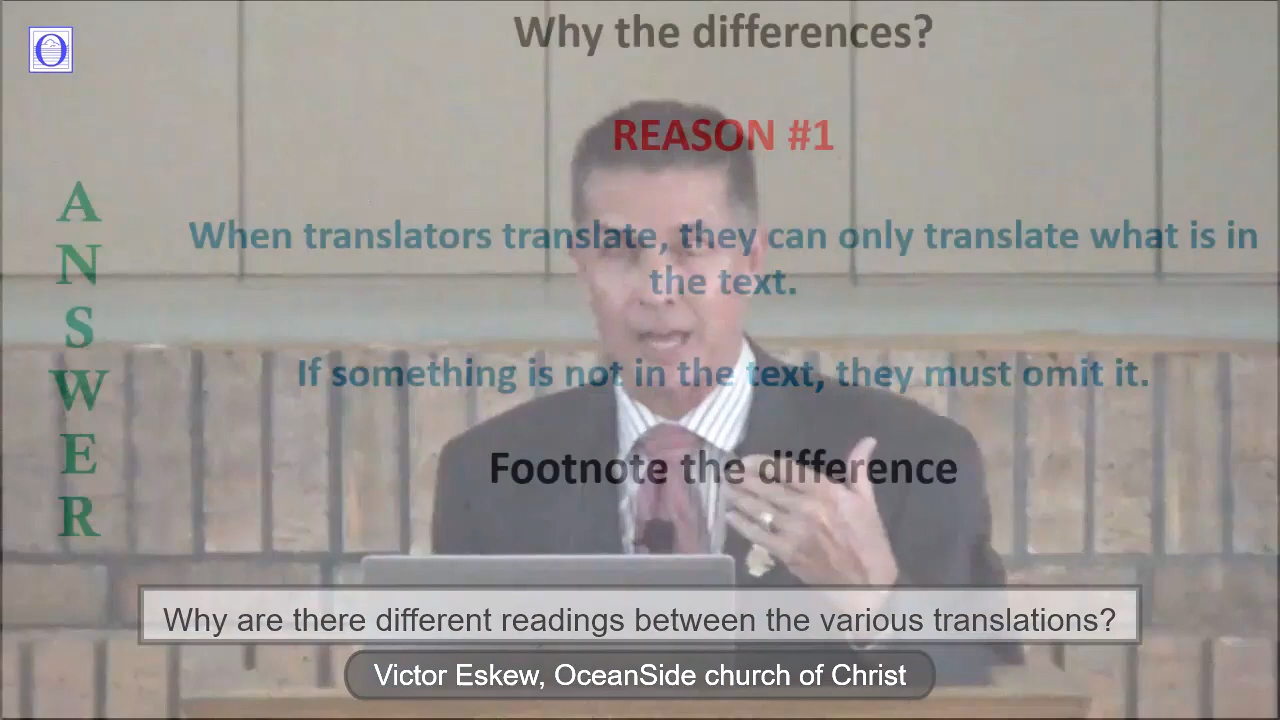 O
Why the differences?
REASON #1
ANSWER
When translators translate, they can only translate what is in
the text.
If something is not in the text, they must omit it.
Footnote the difference
Why are there different readings between the various translations?
Victor Eskew, OceanSide church of Christ